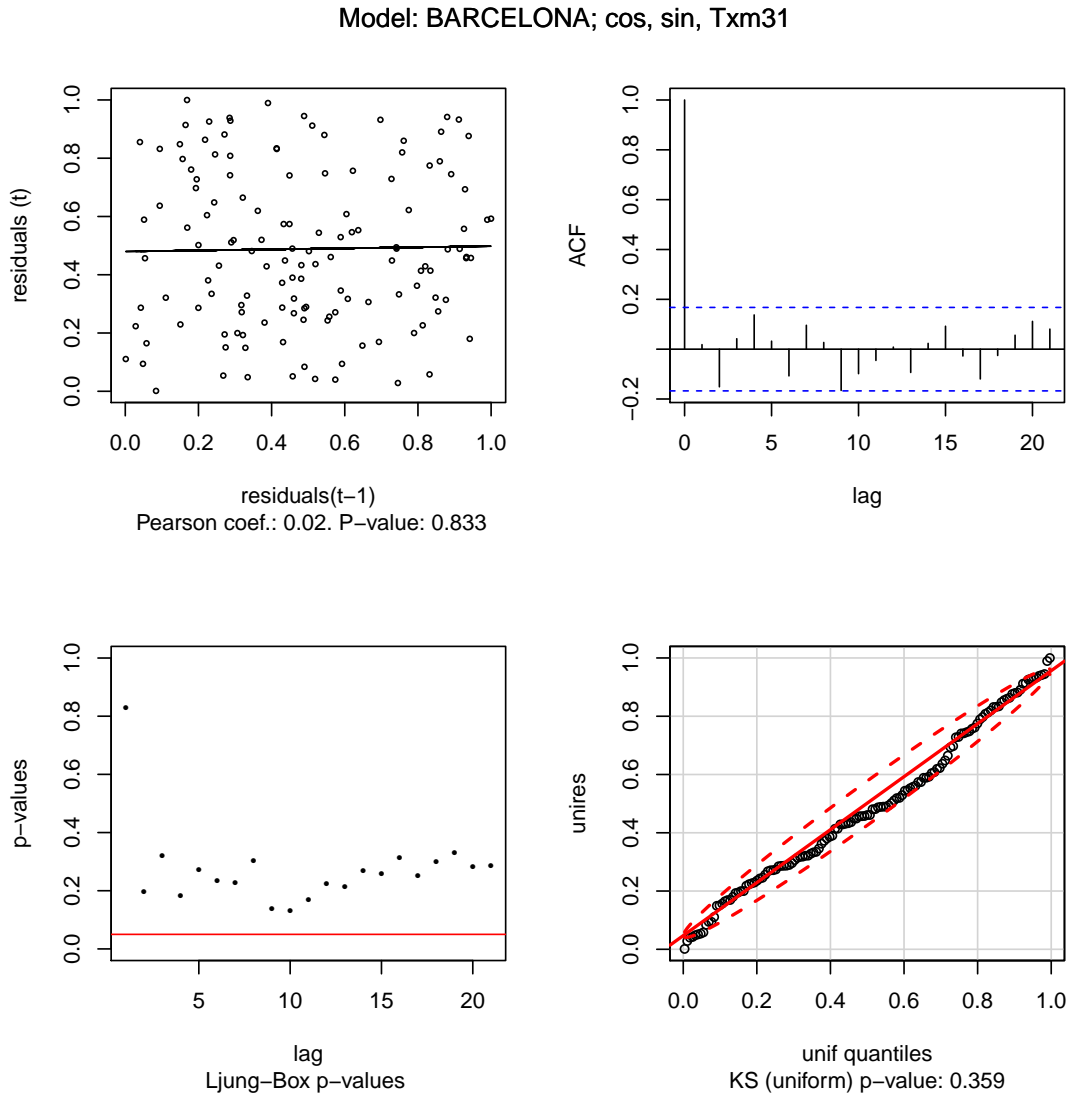 Model: BARCELONA; cos, sin, Txm31
residuals (t)
1.0
0.8
0.6
0.4
0.2
0.0
0.0 0.2 0.4 0.6 0.8 1.0
residuals(t−1)
Pearson coef.: 0.02. P−value: 0.833
ACF
1.0
0.8
0.6
0.4
0.2
−0.2
0 5 10 15 20
lag
p−values
1.0
0.8
0.6
0.4
0.2
0.0
5 10 15 20
lag
Ljung−Box p−values
unires
1.0
0.8
0.6
0.4
0.2
0.0
0.0 0.2 0.4 0.6 0.8 1.0
unif quantiles
KS (uniform) p−value: 0.359